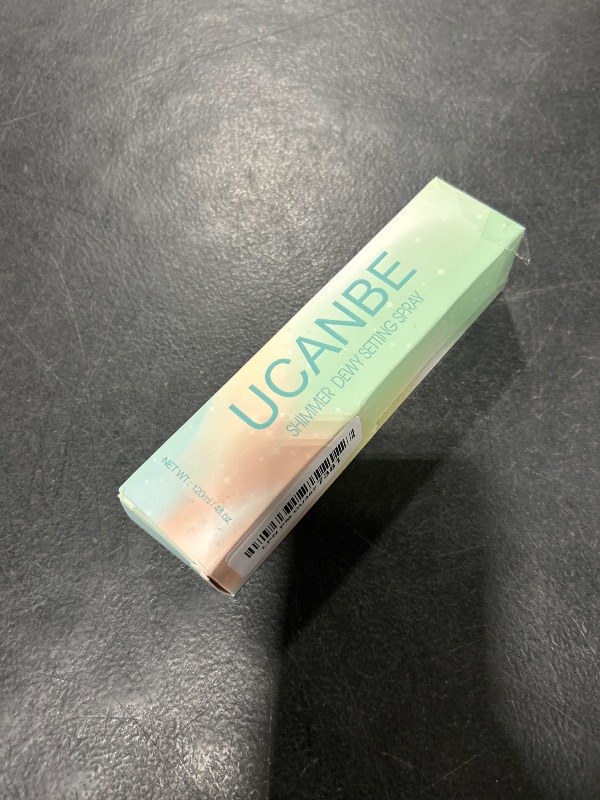 UCANBE
SHIMMER DEWY SETTING SPRAY
NET WT: 120ml / 4fl.oz